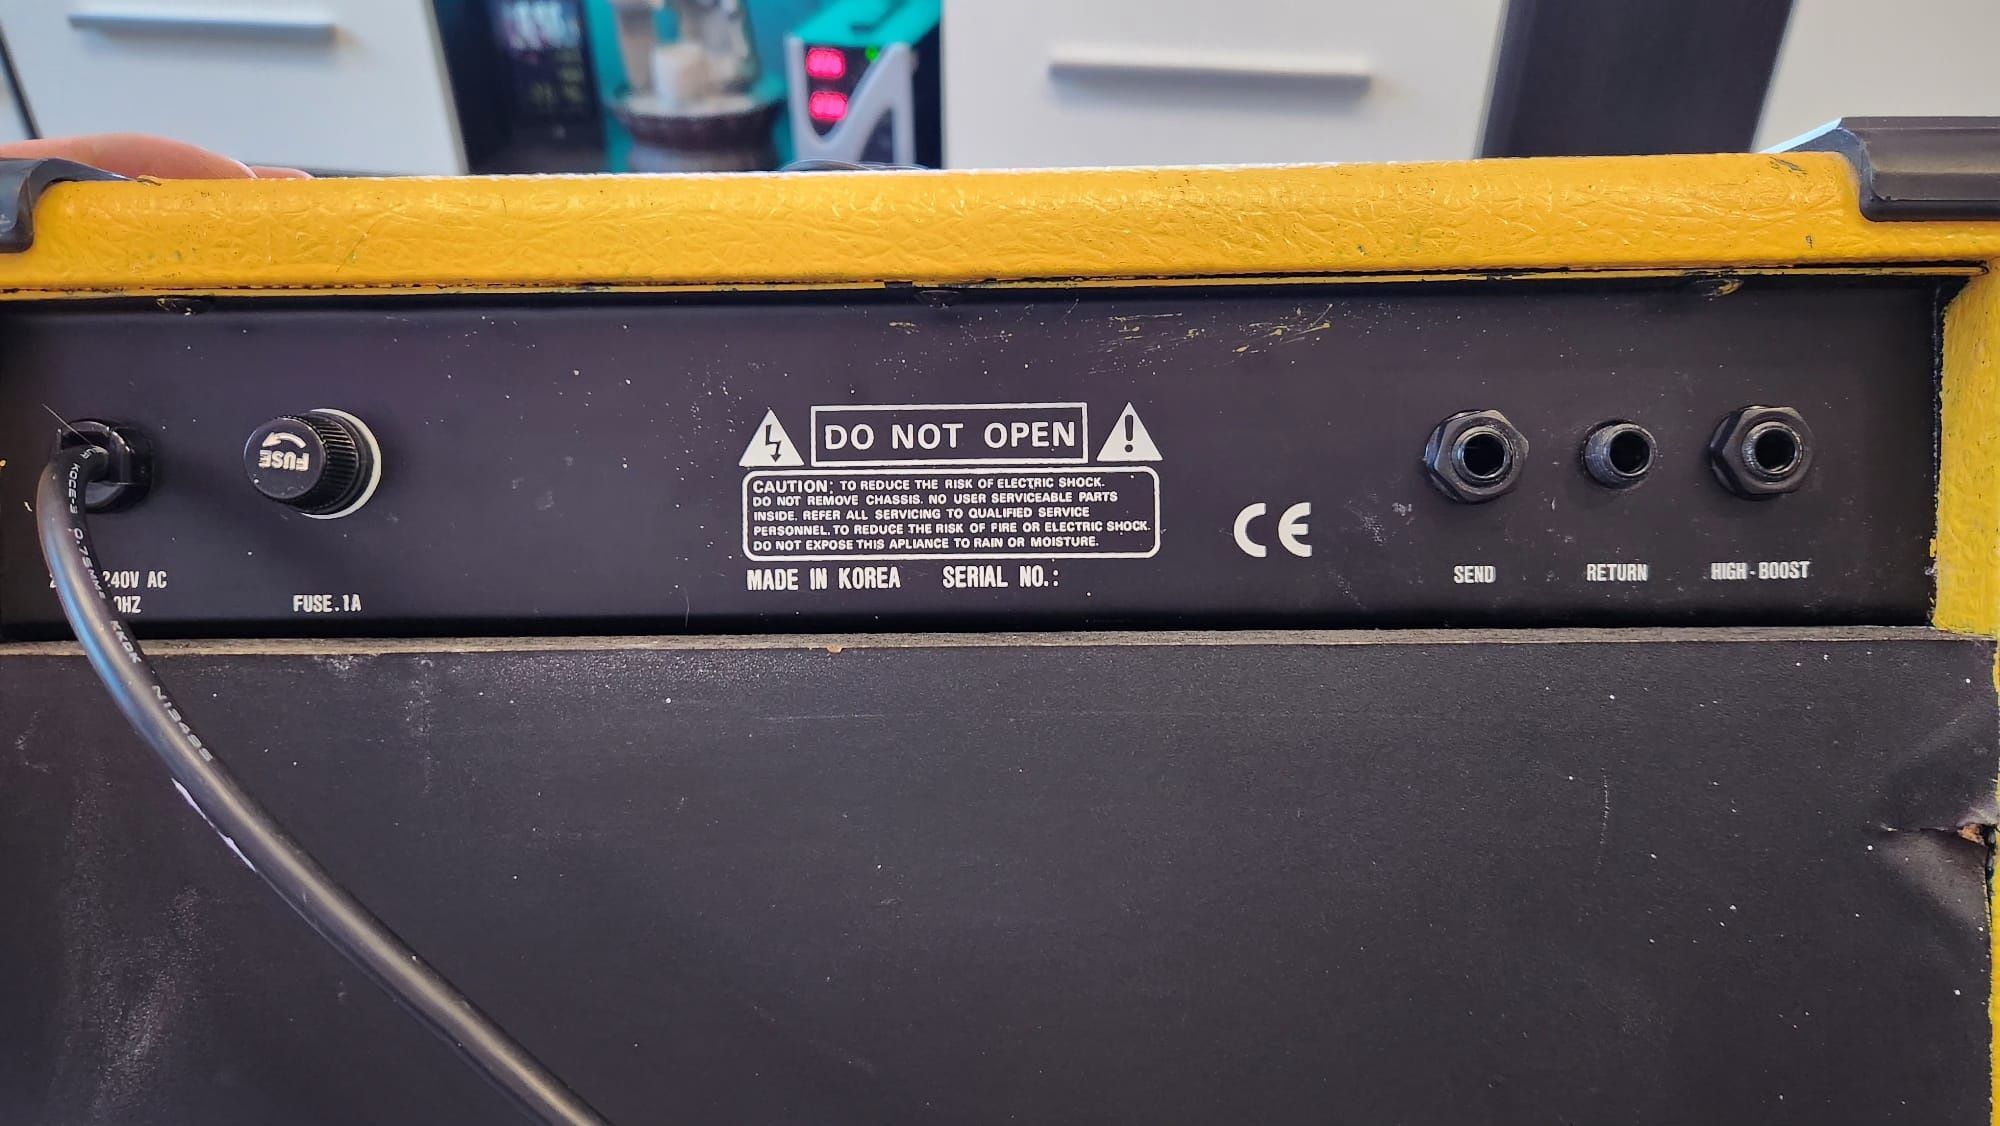 FUSE
DO NOT OPEN
CAUTION: TO REDUCE THE RISK OF ELECTRIC SHOCK.
DO NOT REMOVE CHASSIS. NO USER SERVICEABLE PARTS
INSIDE. REFER ALL SERVICING TO QUALIFIED SERVICE
PERSONNEL. TO REDUCE THE RISK OF FIRE OR ELECTRIC SHOCK.
DO NOT EXPOSE THIS APLIANCE TO RAIN OR MOISTURE.
MADE IN KOREA SERIAL NO.:
CE
SEND
RETURN
HIGH-BOOST
240V AC
0HZ
FUSE.1A
KKDK